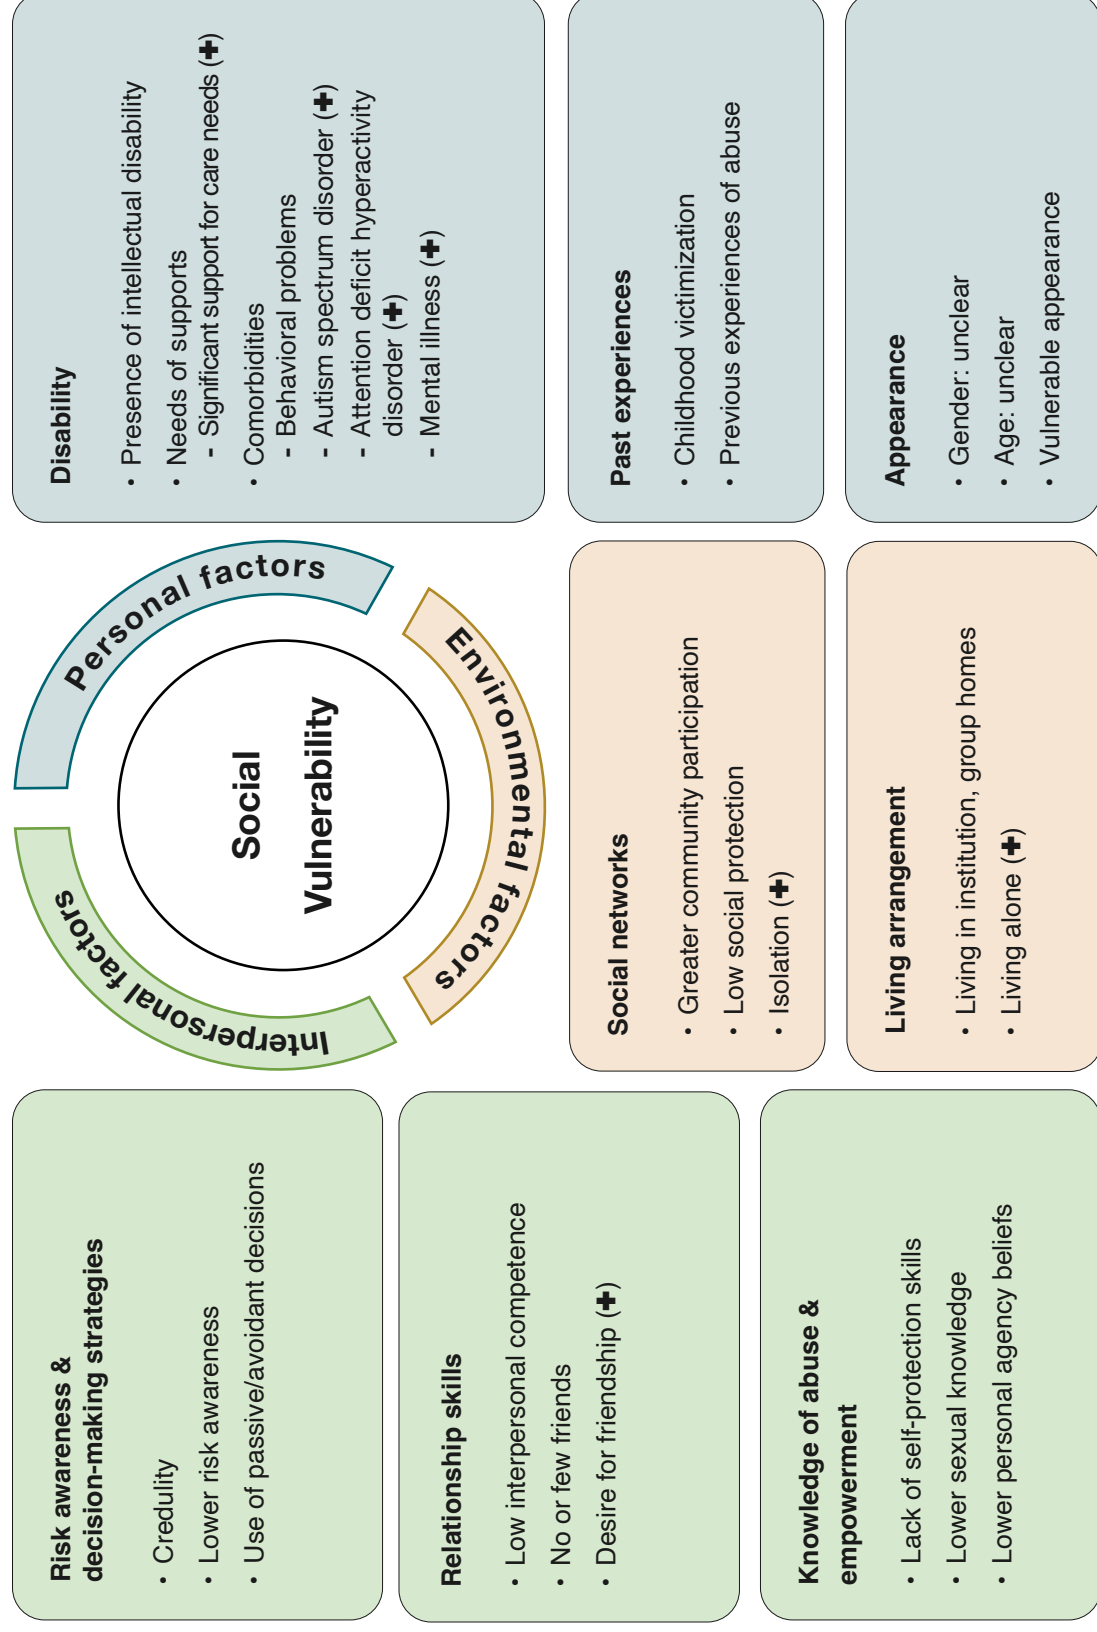 Risk awareness &
decision-making strategies
• Credulity
• Lower risk awareness
• Use of passive/avoidant decisions
Relationship skills
• Low interpersonal competence
• No or few friends
• Desire for friendship (✚)
Knowledge of abuse &
empowerment
• Lack of self-protection skills
• Lower sexual knowledge
• Lower personal agency beliefs
Interpersonal factors
Personal factors
Environmental factors
Social
Vulnerability
Social networks
• Greater community participation
• Low social protection
• Isolation (✚)
Living arrangement
• Living in institution, group homes
• Living alone (✚)
Disability
• Presence of intellectual disability
• Needs of supports
- Significant support for care needs (✚)
• Comorbidities
- Behavioral problems
- Autism spectrum disorder (✚)
- Attention deficit hyperactivity
disorder (✚)
- Mental illness (✚)
Past experiences
• Childhood victimization
• Previous experiences of abuse
Appearance
• Gender: unclear
• Age: unclear
• Vulnerable appearance